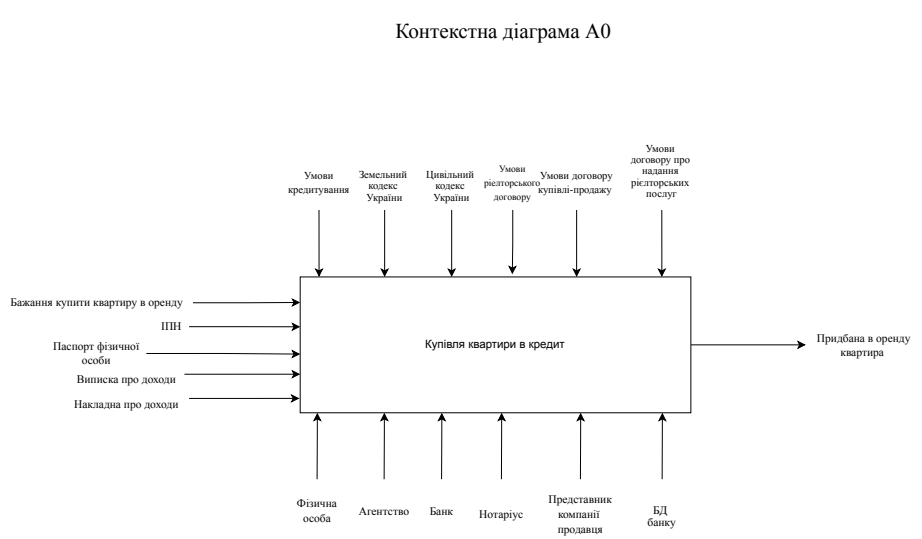 Контекстна діаграма А0
Умови
кредитування
Земельний
кодекс
України
Цивільний
кодекс
України
Умови
ріелторського
договору
Умови договору
купівлі-продажу
Умови
договору про
надання
рієлторських
послуг
Бажання купити квартиру в оренду
ІПН
Паспорт фізичної
особи
Виписка про доходи
Накладна про доходи
Купівля квартири в кредит
Придбана в оренду
квартира
Фізична
особа
Агентство
Банк
Нотаріус
Представник
компанії
продавця
БД
банку